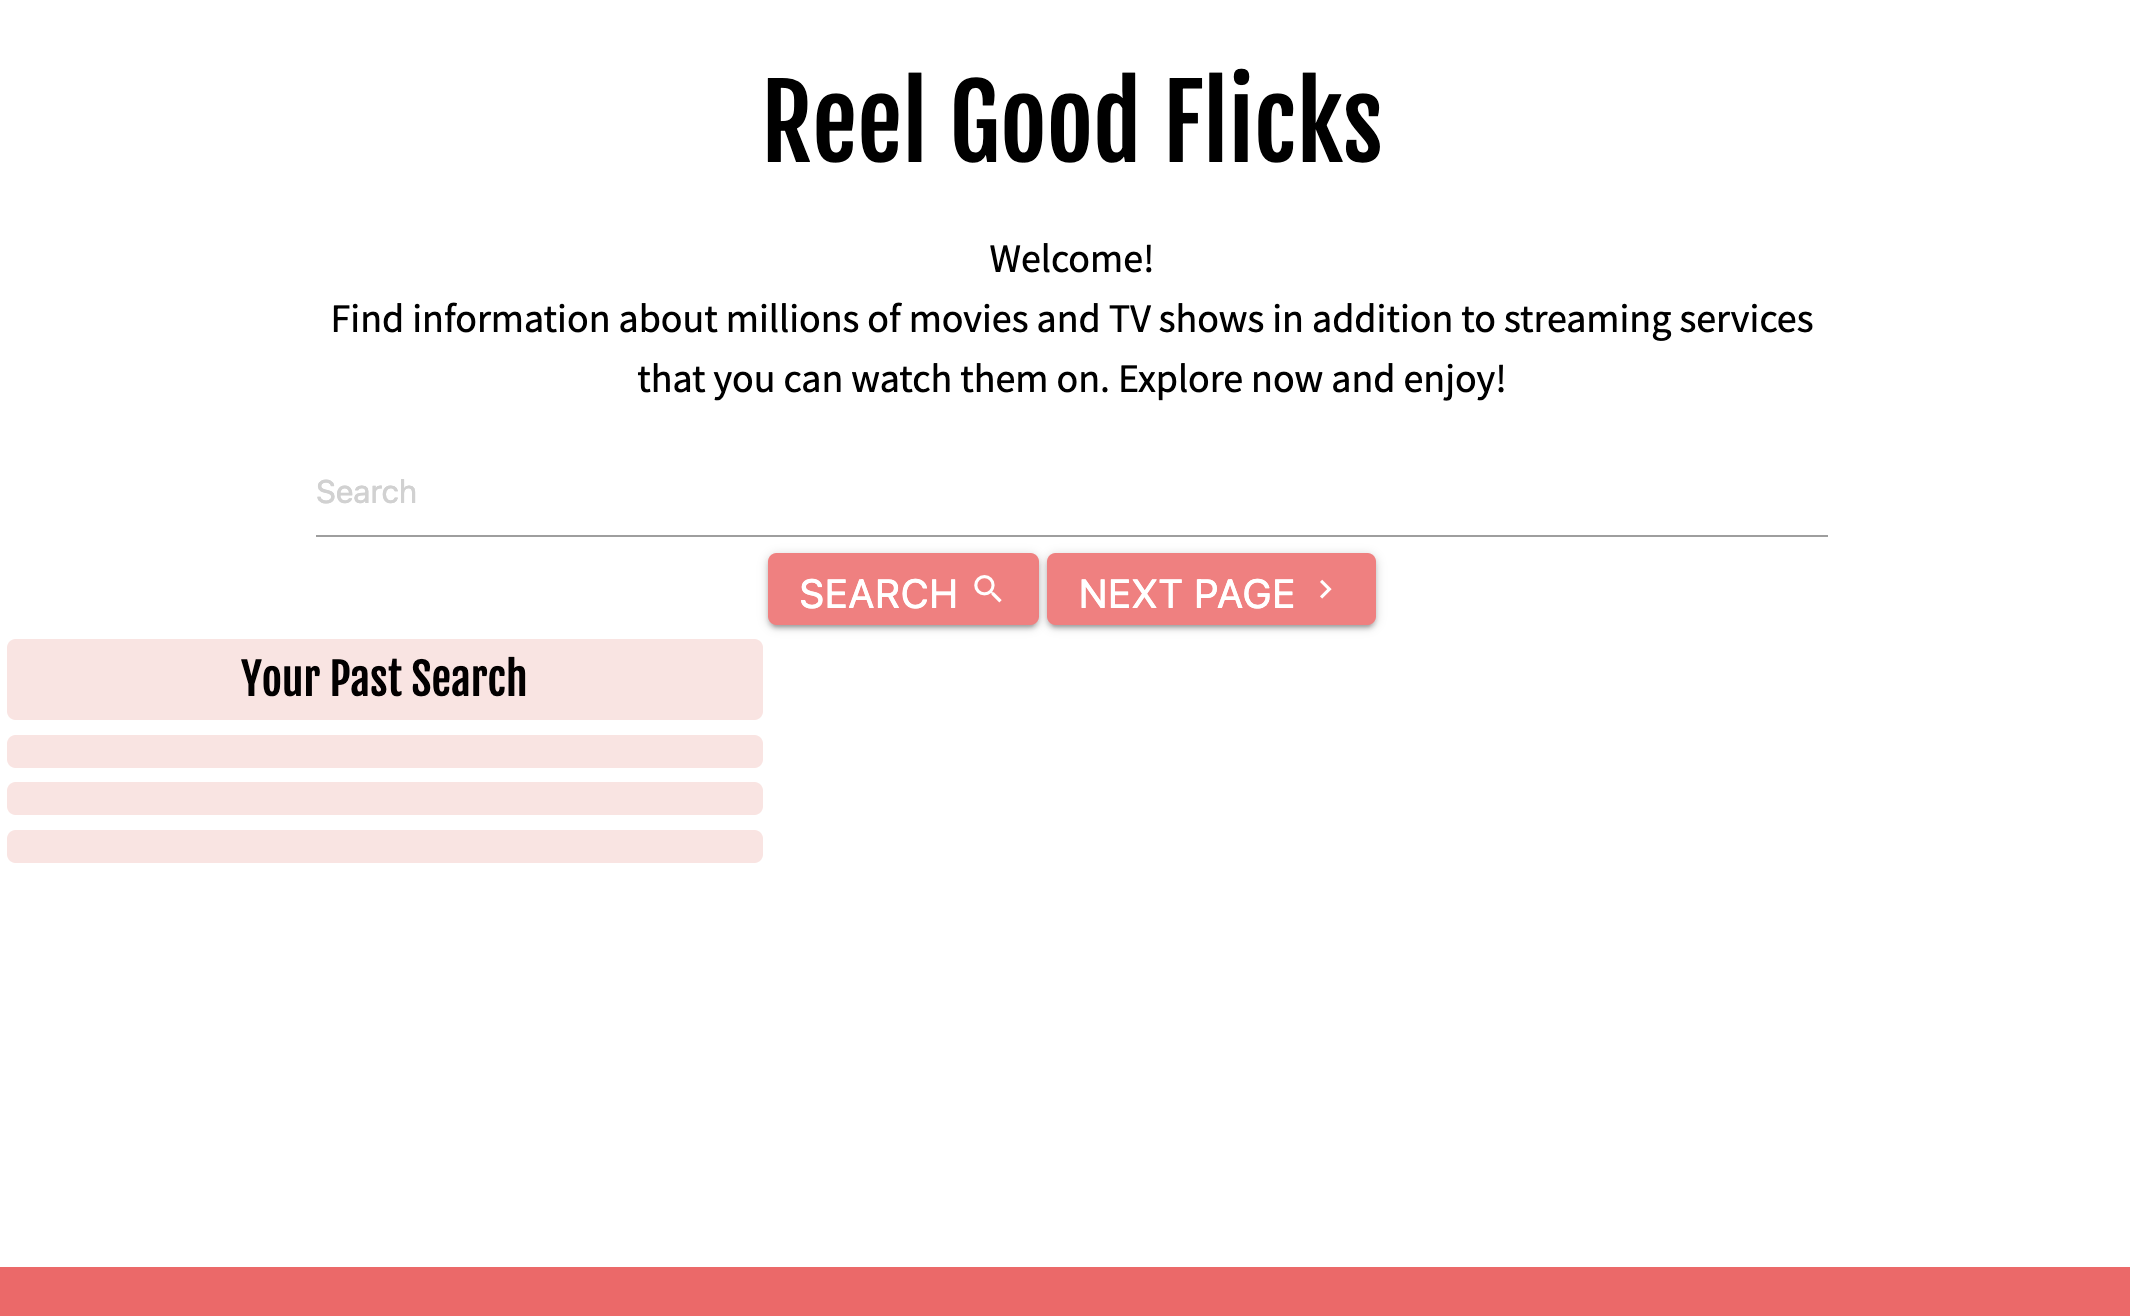 Reel Good Flicks
Welcome!
Find information about millions of movies and TV shows in addition to streaming services
that you can watch them on. Explore now and enjoy!
Search
SEARCH
NEXT PAGE
Your Past Search